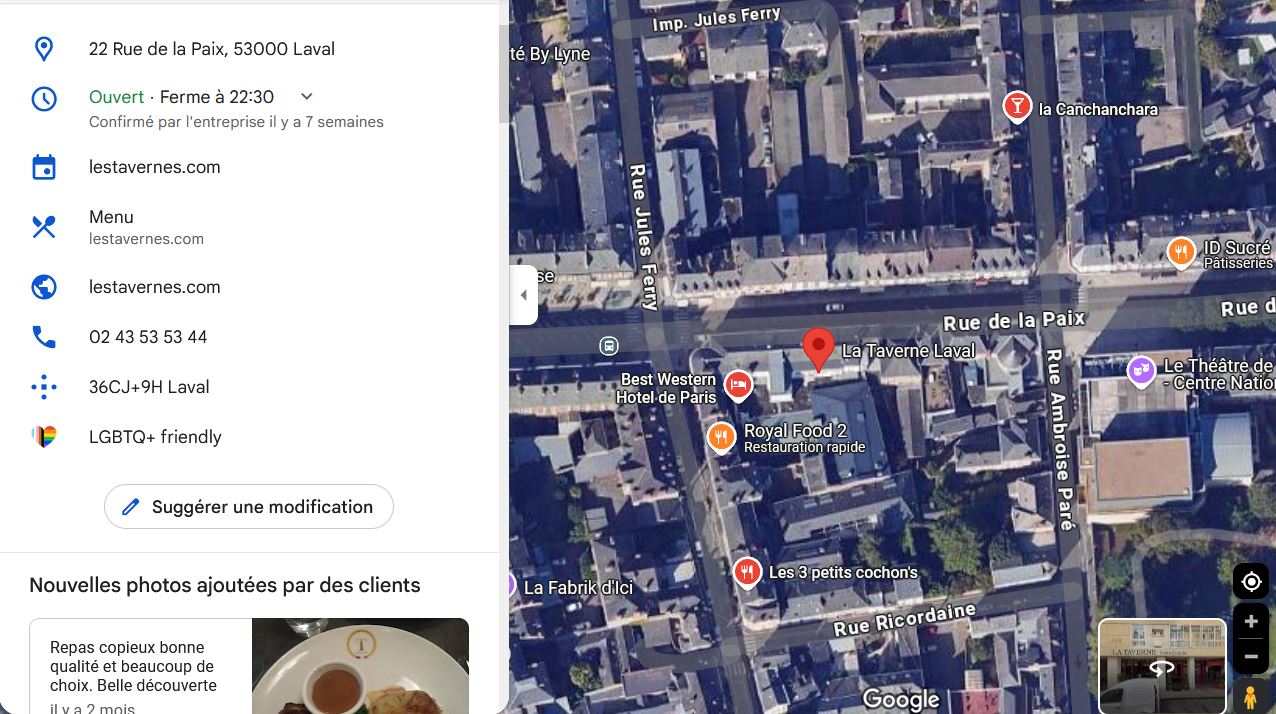 22 Rue de la Paix, 53000 Laval
Ouvert · Ferme à 22:30
Confirmé par l'entreprise il y a 7 semaines
lestavernes.com
Menu
lestavernes.com
lestavernes.com
02 43 53 53 44
36CJ+9H Laval
LGBTQ+ friendly
Suggérer une modification
Nouvelles photos ajoutées par des clients
Repas copieux bonne
qualité et beaucoup de
choix. Belle découverte
il y a 2 mois
T
Imp. Jules Ferry
té By Lyne
la Canchanchara
Rue Jules Ferry
ID Sucré
Pâtisseries
se
Rue de la Paix
Rue d
La Taverne Laval
Best Western
Hotel de Paris
Le Théâtre de
- Centre Natio
Royal Food 2
Restauration rapide
Rue Ambroise Paré
Les 3 petits cochon's
La Fabrik d'Ici
Rue Ricordaine
LA TAVERNE
Google